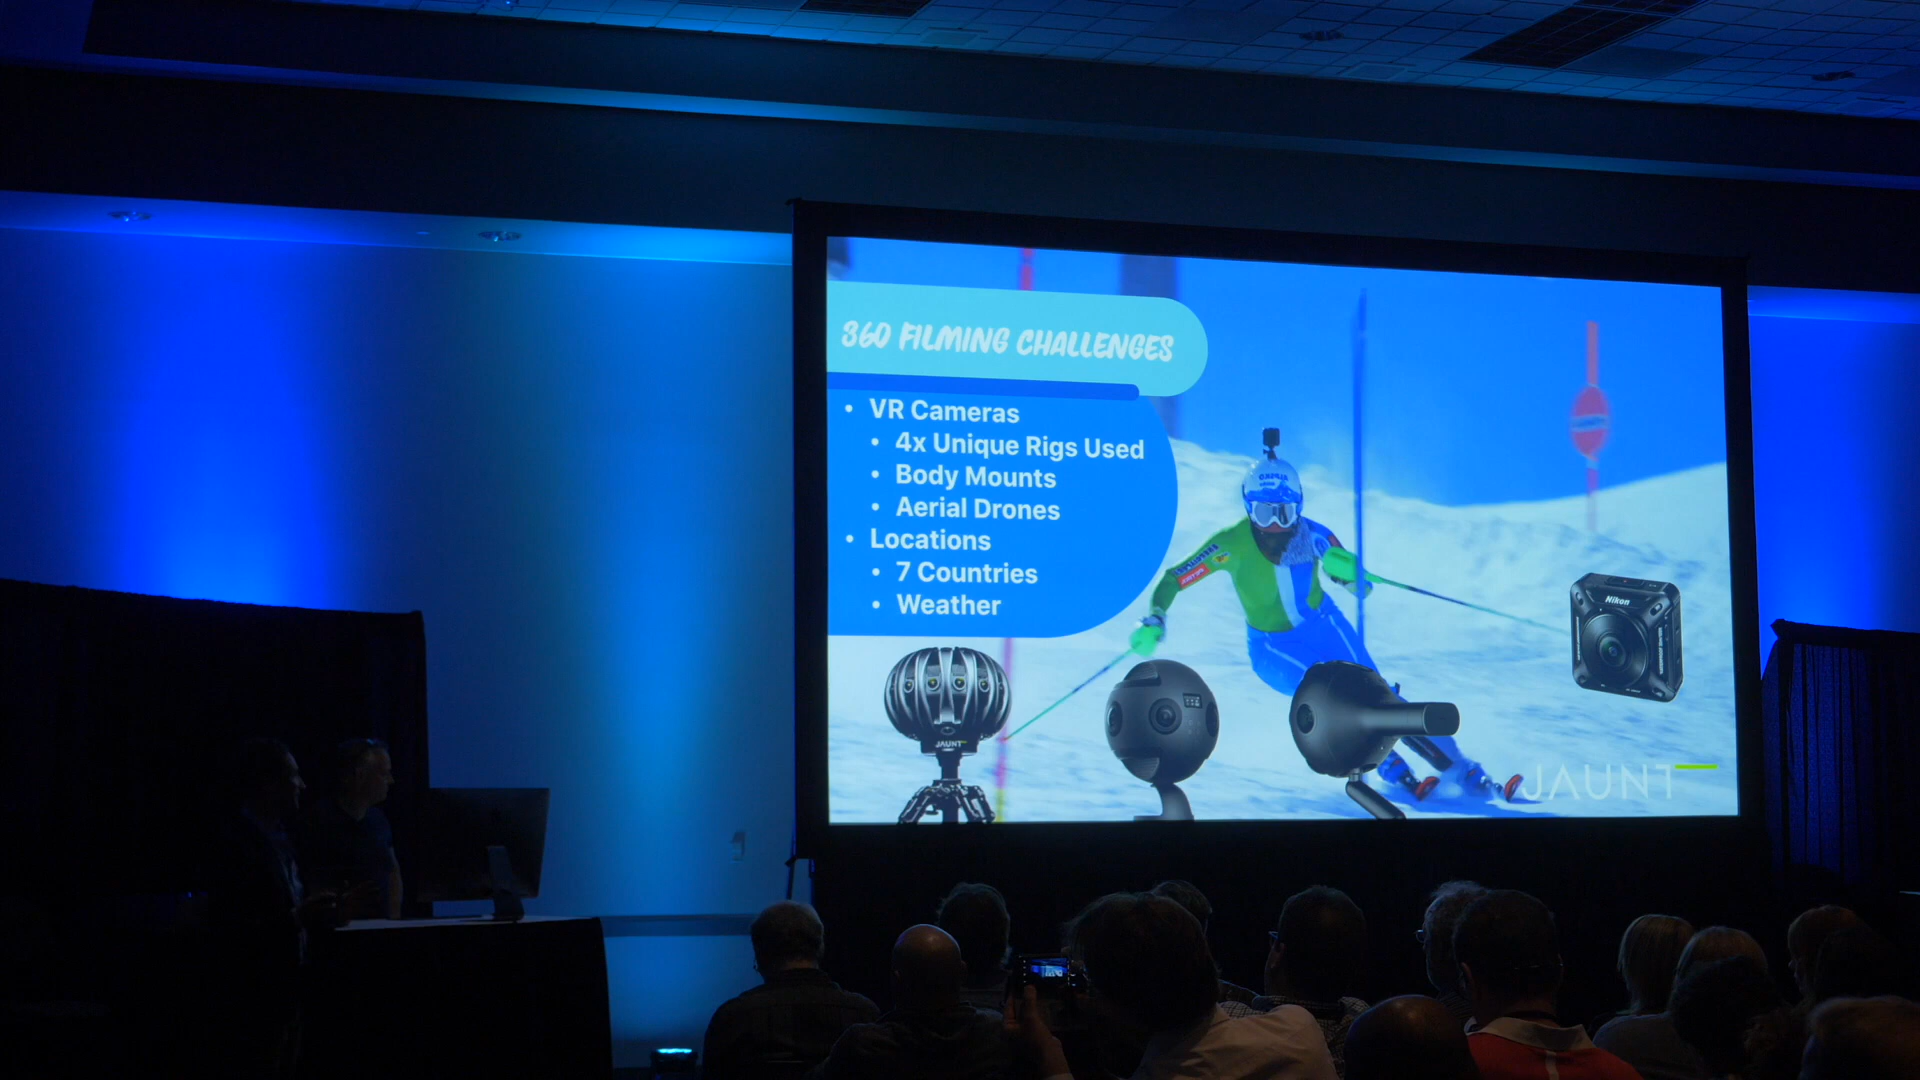 360 FILMING CHALLENGES
• VR Cameras
• 4x Unique Rigs Used
• Body Mounts
• Aerial Drones
• Locations
• 7 Countries
• Weather
Nikon
JAUNT
JAUNT